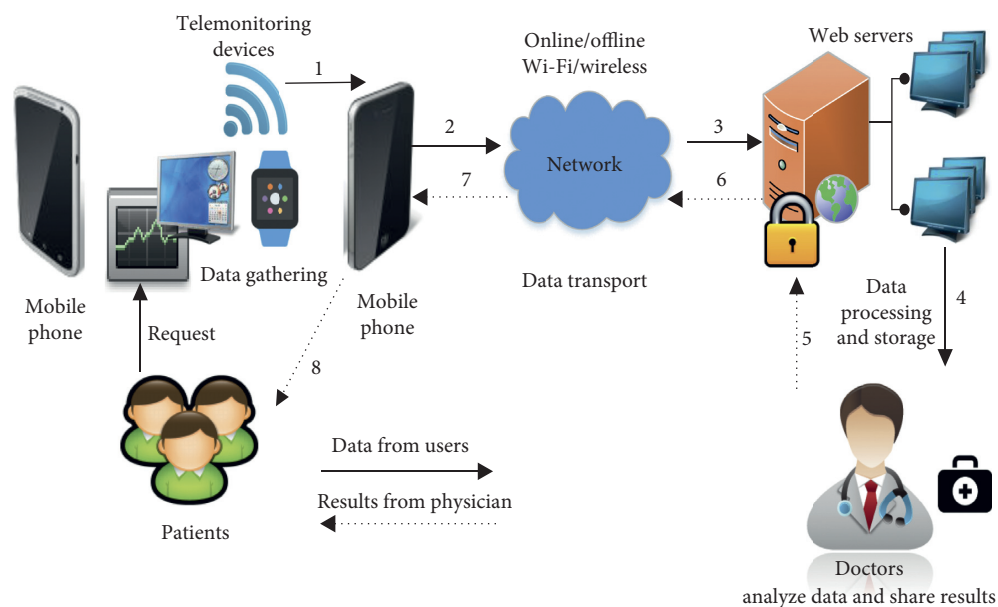 Telemonitoring
devices
1
Online/offline
Wi-Fi/wireless
Web servers
2
Network
3
7
6
Data gathering
Mobile
phone
Mobile
phone
Data transport
Data
processing
and storage
4
Request
8
5
Data from users
Results from physician
Patients
Doctors
analyze data and share results